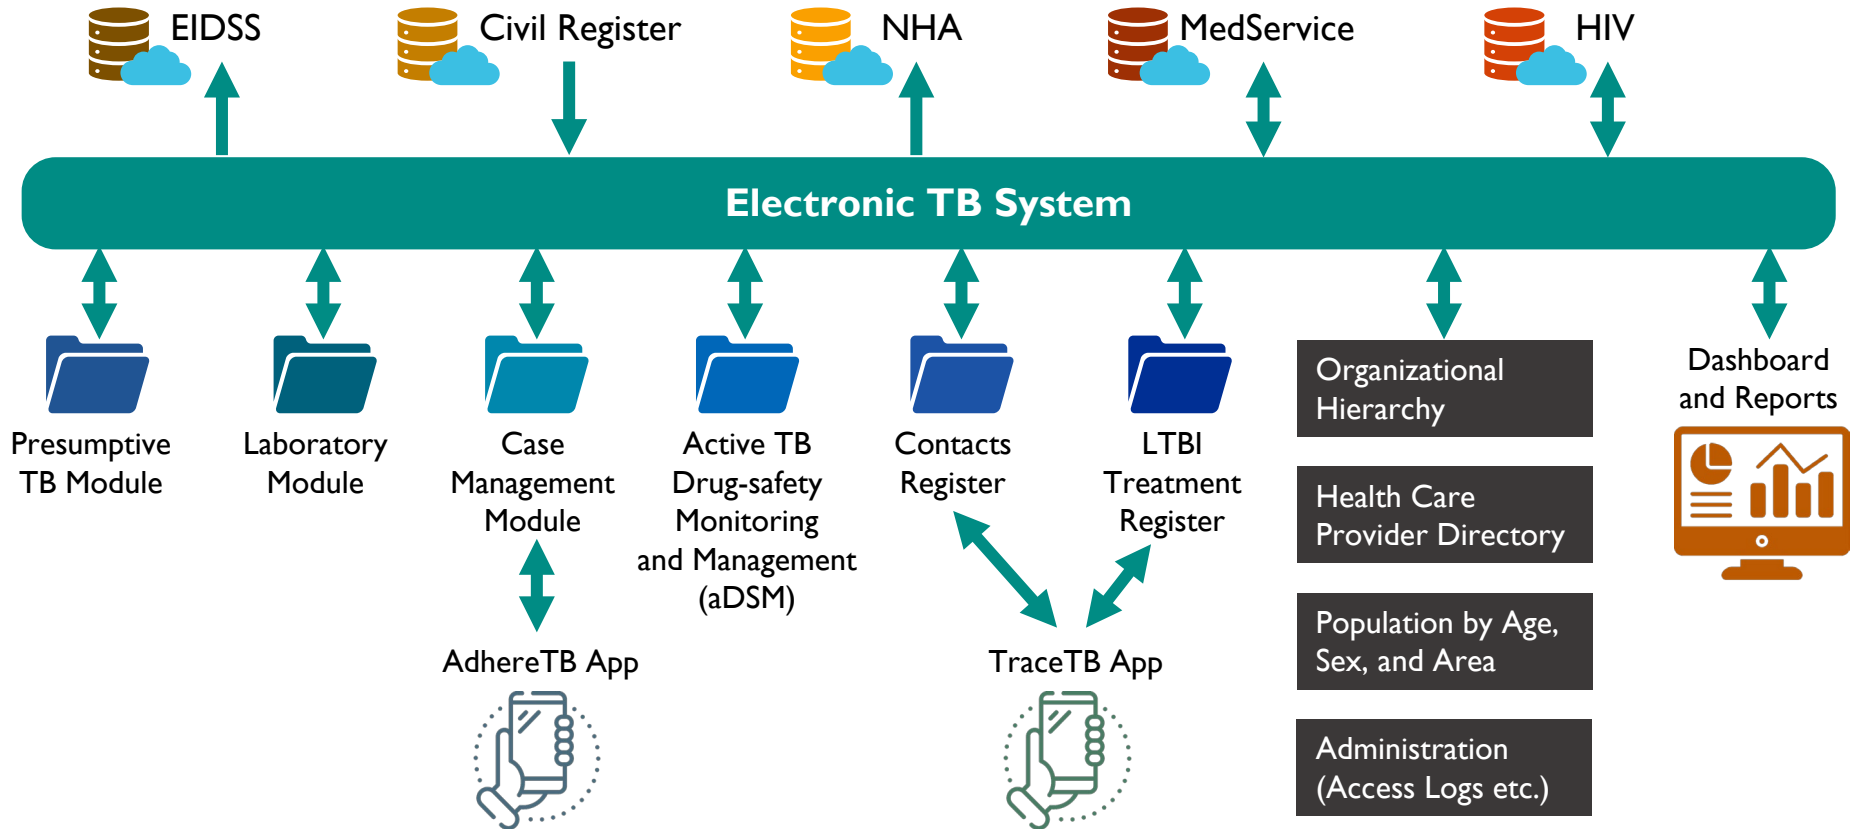 EIDSS
Civil Register
NHA
MedService
HIV
Electronic TB System
Presumptive
TB Module
Laboratory
Module
Case
Management
Module
Active TB
Drug-safety
Monitoring
and Management
(aDSM)
Contacts
Register
LTBI
Treatment
Register
Organizational
Hierarchy
Health Care
Provider Directory
Population by Age,
Sex, and Area
Administration
(Access Logs etc.)
Dashboard
and Reports
AdhereTB App
TraceTB App